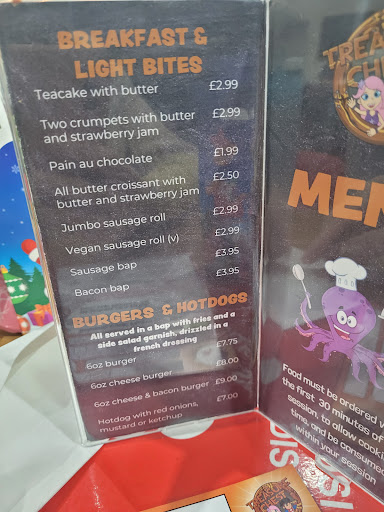 BREAKFAST &
LIGHT BITES
Teacake with butter £2.99
Two crumpets with butter £2.99
and strawberry jam
Pain au chocolate £1.99
All butter croissant with £2.50
butter and strawberry jam
Jumbo sausage roll £2.99
Vegan sausage roll (v) £2.99
Sausage bap £3.95
Bacon bap £3.95
BURGERS & HOTDOGS
All served in a bap with fries and a
side salad garnish, drizzled in a
french dressing
6oz burger £7.75
6oz cheese burger £8.00
6oz cheese & bacon burger £9.00
Hotdog with red onions, £7.00
mustard or ketchup
MEN
Food must be ordered
the first 30 minutes of
session, to allow
time, and be consumed
within your session